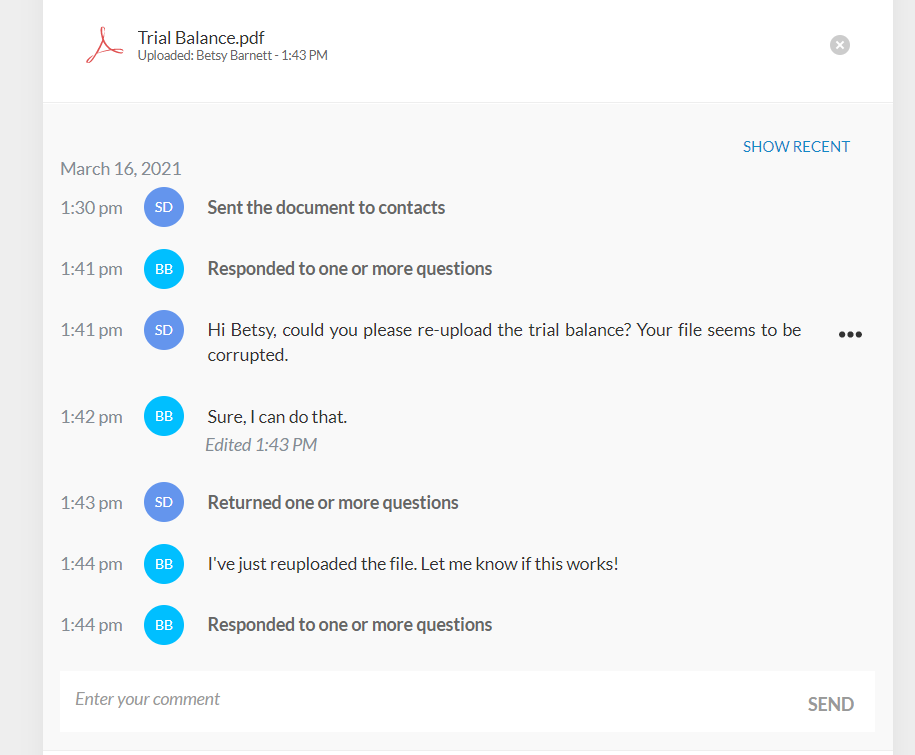 Trial Balance.pdf
Uploaded: Betsy Barnett - 1:43 PM
SHOW RECENT
March 16, 2021
1:30 pm SD Sent the document to contacts
1:41 pm BB Responded to one or more questions
1:41 pm SD Hi Betsy, could you please re-upload the trial balance? Your file seems to be
corrupted.
1:42 pm BB Sure, I can do that.
Edited 1:43 PM
1:43 pm SD Returned one or more questions
1:44 pm BB I've just reuploaded the file. Let me know if this works!
1:44 pm BB Responded to one or more questions
Enter your comment
SEND